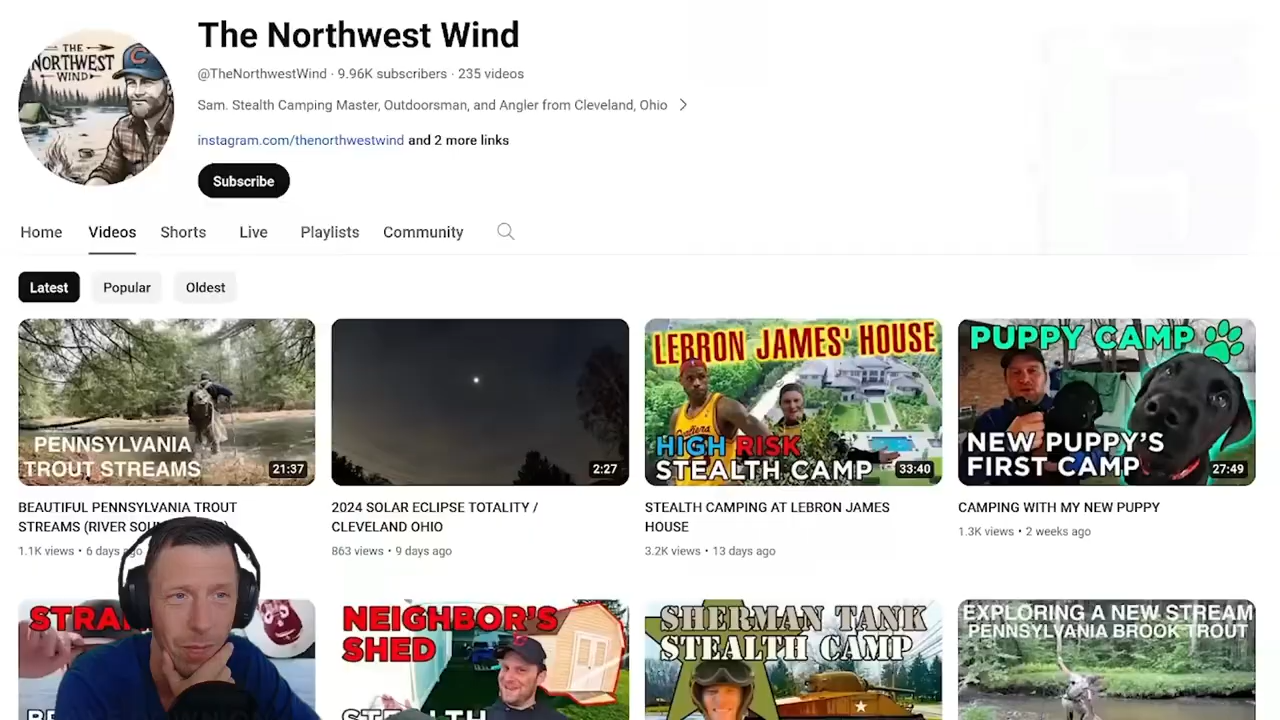 THE
NORTHWEST
WIND
C
The Northwest Wind
@TheNorthwestWind · 9.96K subscribers · 235 videos
Sam. Stealth Camping Master, Outdoorsman, and Angler from Cleveland, Ohio
instagram.com/thenorthwestwind and 2 more links
Subscribe
Home Videos Shorts Live Playlists Community
Latest Popular Oldest
PENNSYLVANIA
TROUT STREAMS
21:37
2:27
LEBRON JAMES' HOUSE
Cavaliers
HIGH RISK
STEALTH CAMP
33:40
PUPPY CAMP
NEW PUPPY'S
FIRST CAMP
27:49
BEAUTIFUL PENNSYLVANIA TROUT
STREAMS (RIVER
1.1K views • 6 days ago
2024 SOLAR ECLIPSE TOTALITY /
CLEVELAND OHIO
863 views • 9 days ago
STEALTH CAMPING AT LEBRON JAMES
HOUSE
3.2K views • 13 days ago
CAMPING WITH MY NEW PUPPY
1.3K views • 2 weeks ago
NEIGHBOR'S
SHED
STEALTH
SHERMAN TANK
STEALTH CAMP
EXPLORING A NEW STREAM
PENNSYLVANIA BROOK TROUT